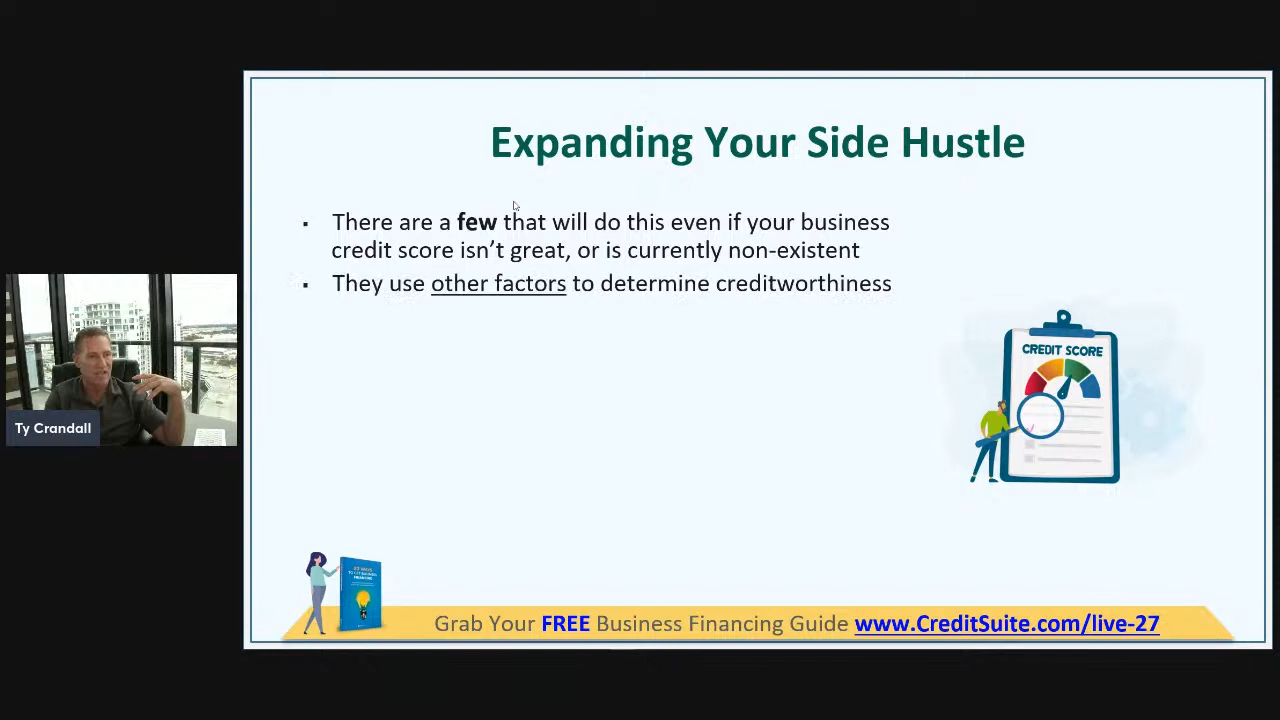 Expanding Your Side Hustle
▪ There are a few that will do this even if your business
credit score isn’t great, or is currently non-existent
▪ They use other factors to determine creditworthiness
CREDIT SCORE
Ty Crandall
Grab Your FREE Business Financing Guide www.CreditSuite.com/live-27